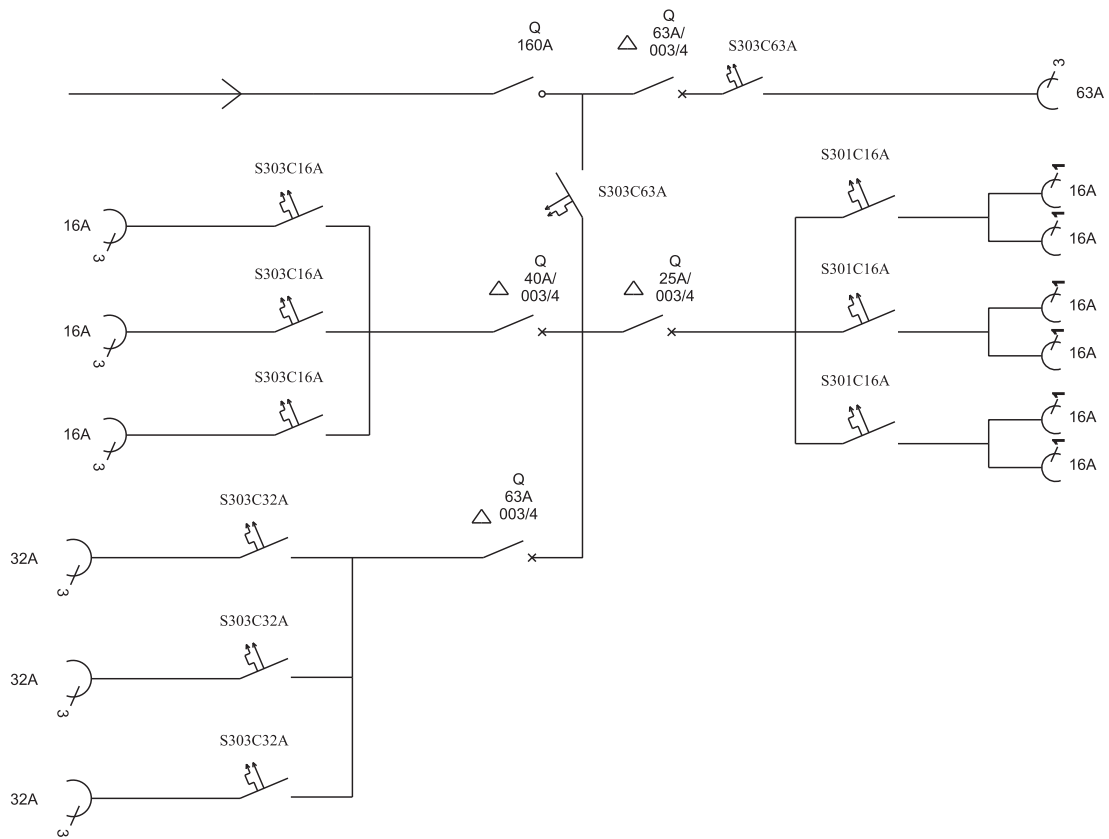 Q
160A
Q
63A/
003/4
S303C63A
3
63A
S303C16A
16A
3
S303C63A
S301C16A
1
16A
1
16A
S303C16A
16A
3
Q
40A/
003/4
Q
25A/
003/4
S301C16A
1
16A
1
16A
S303C16A
16A
3
S301C16A
1
16A
1
16A
Q
63A
003/4
S303C32A
32A
3
S303C32A
32A
3
S303C32A
32A
3